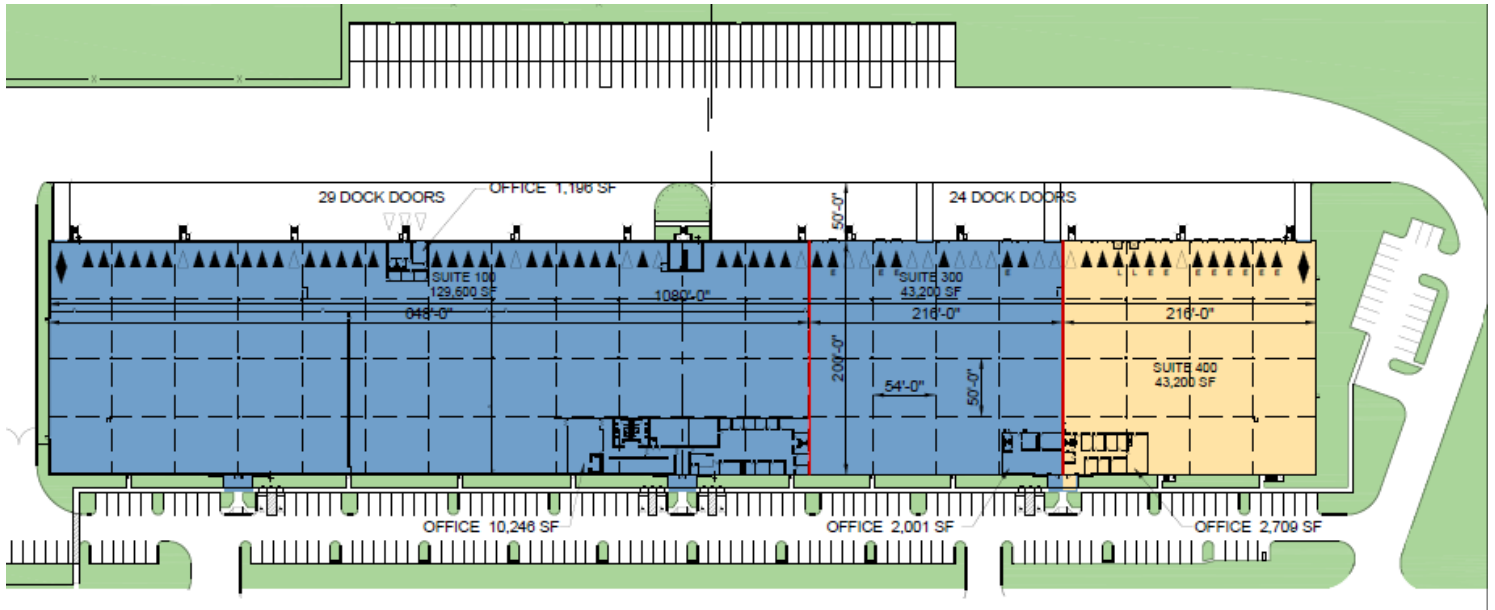 29 DOCK DOORS
OFFICE 1,196 SF
24 DOCK DOORS
50'-0"
SUITE 100
129,600 SF
SUITE 300
43,200 SF
E
E
E
E
L
L
E
E
E
E
E
E
E
E
1080'-0"
648'-0"
216'-0"
216'-0"
200'-0"
54'-0"
50'-0"
SUITE 400
43,200 SF
OFFICE 10,246 SF
OFFICE 2,001 SF
OFFICE 2,709 SF